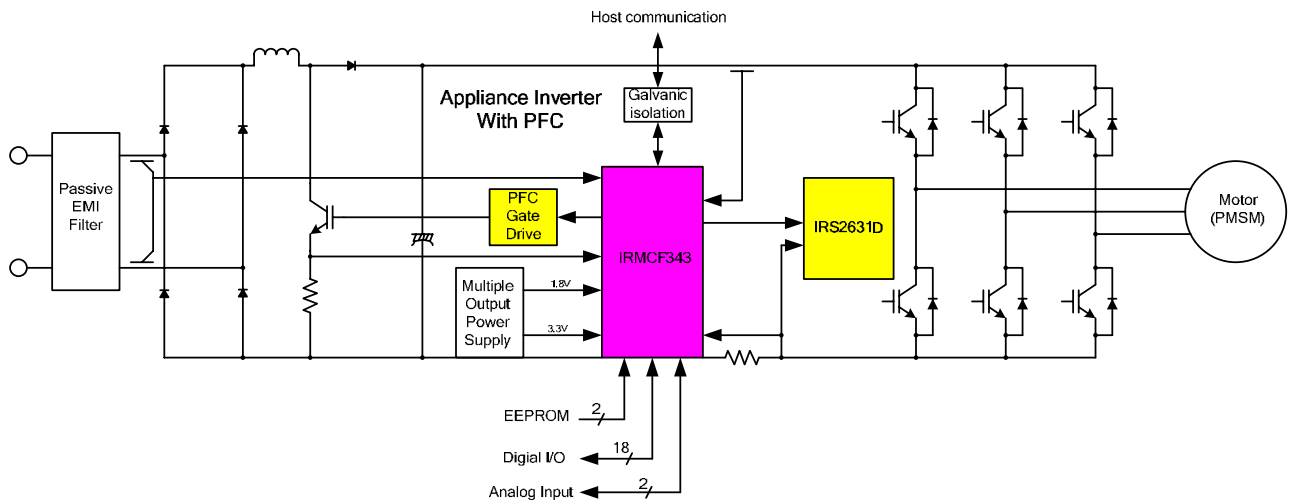 Host communication
Appliance Inverter
With PFC
Galvanic
isolation
Passive
EMI
Filter
PFC
Gate
Drive
IRMCF343
IRS2631D
Motor
(PMSM)
Multiple
Output
Power
Supply
1.8V
3.3V
EEPROM
2
Digial I/O
18
Analog Input
2